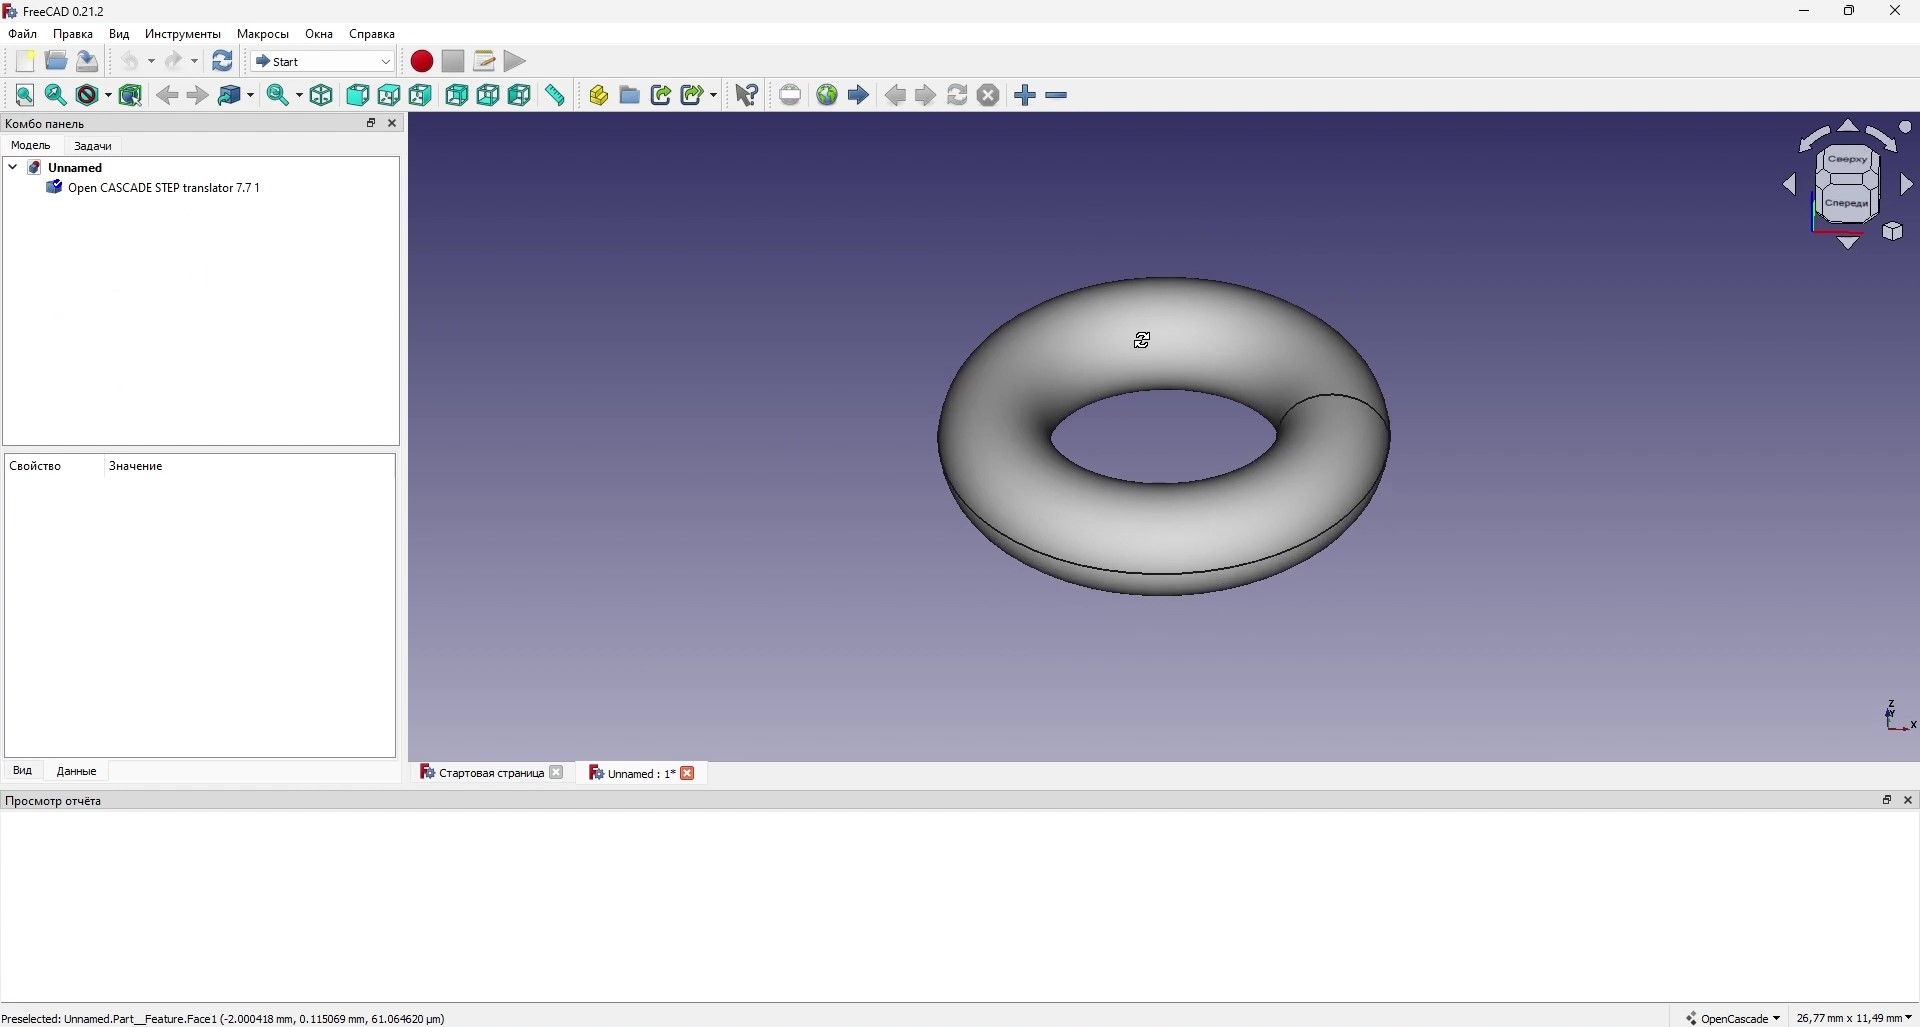 FreeCAD 0.21.2
Файл Правка Вид Инструменты Макросы Окна Справка
Start
Комбо панель
Модель Задачи
Unnamed
Open CASCADE STEP translator 7.7 1
Свойство Значение
Вид Данные
Сверху
Спереди
Z
Y
X
Стартовая страница Unnamed : 1*
Просмотр отчёта
Preselected: Unnamed.Part__Feature.Face1 (-2.000418 mm, 0.115069 mm, 61.064620 µm)
OpenCascade 26,77 mm x 11,49 mm